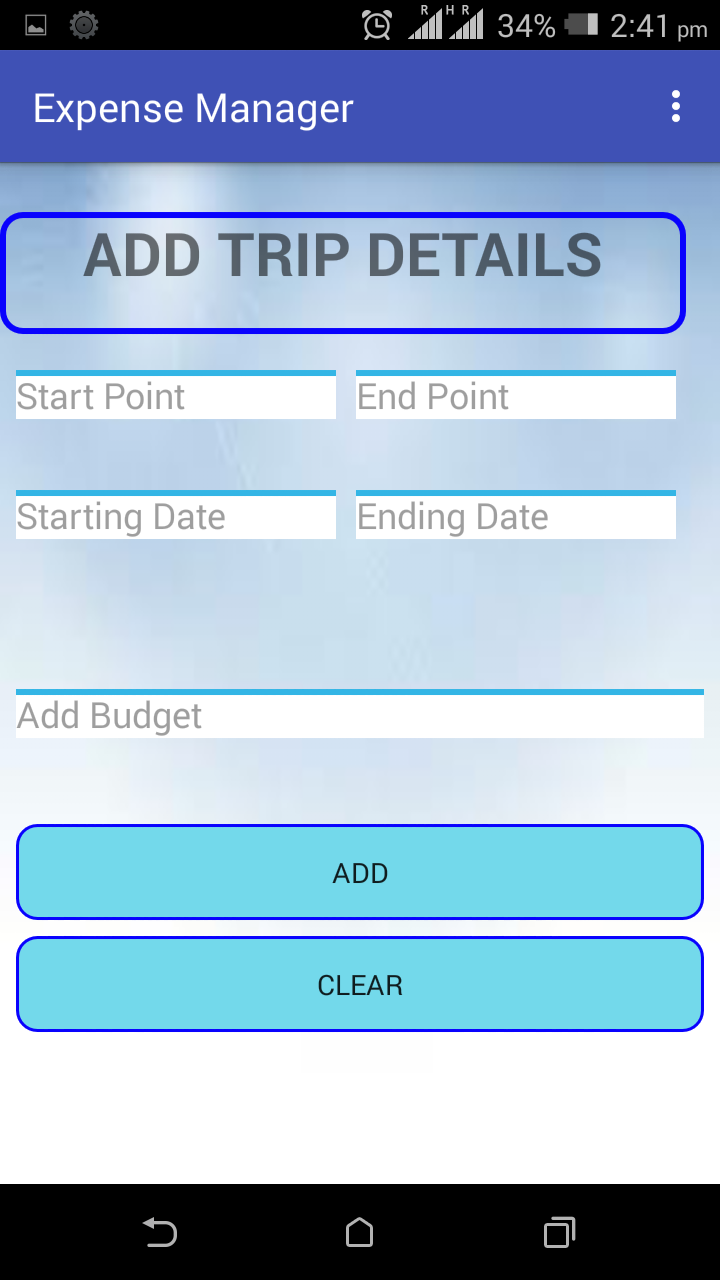 R H R 34% 2:41 pm
Expense Manager
ADD TRIP DETAILS
Start Point End Point
Starting Date Ending Date
Add Budget
ADD
CLEAR